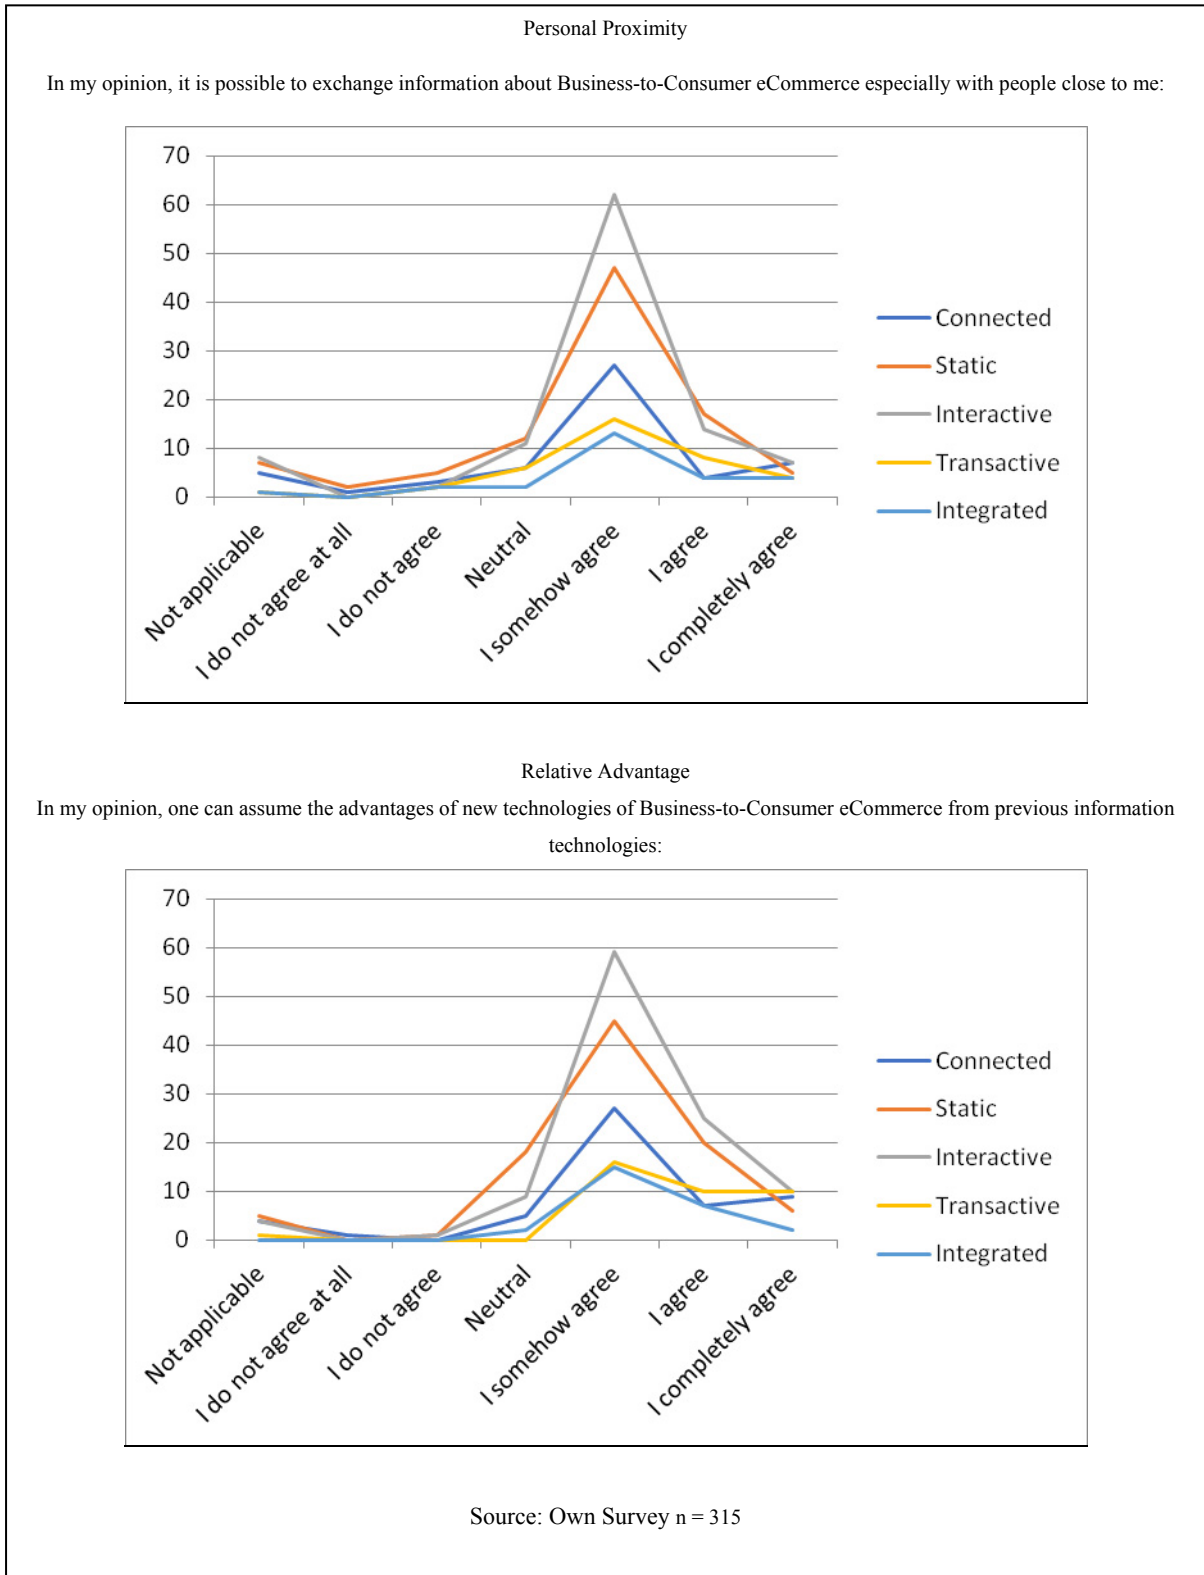 Personal Proximity
In my opinion, it is possible to exchange information about Business-to-Consumer eCommerce especially with people close to me:
70
60
50
40
30
20
10
0
Not applicable
I do not agree at all
I do not agree
Neutral
I somehow agree
I agree
I completely agree
Connected
Static
Interactive
Transactive
Integrated
Relative Advantage
In my opinion, one can assume the advantages of new technologies of Business-to-Consumer eCommerce from previous information
technologies:
70
60
50
40
30
20
10
0
Not applicable
I do not agree at all
I do not agree
Neutral
I somehow agree
I agree
I completely agree
Connected
Static
Interactive
Transactive
Integrated
Source: Own Survey n = 315